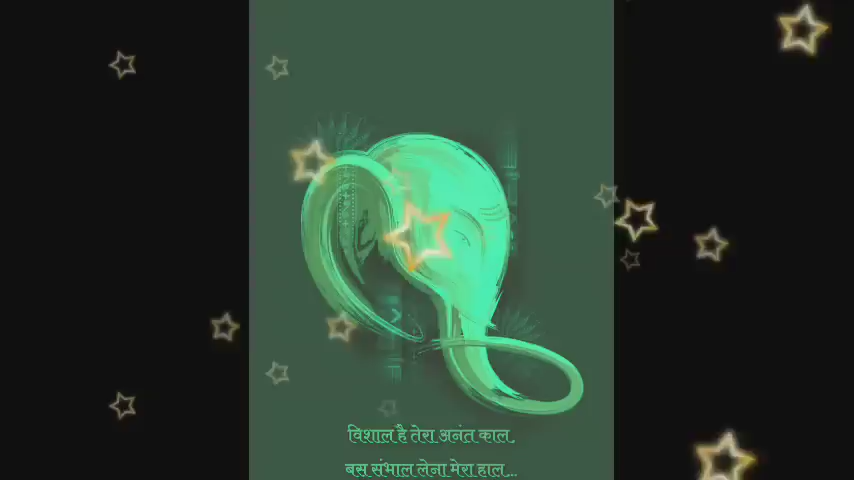 विशाल है तेरा अनंत काल,
बस संभाल लेना मेरा हाल...